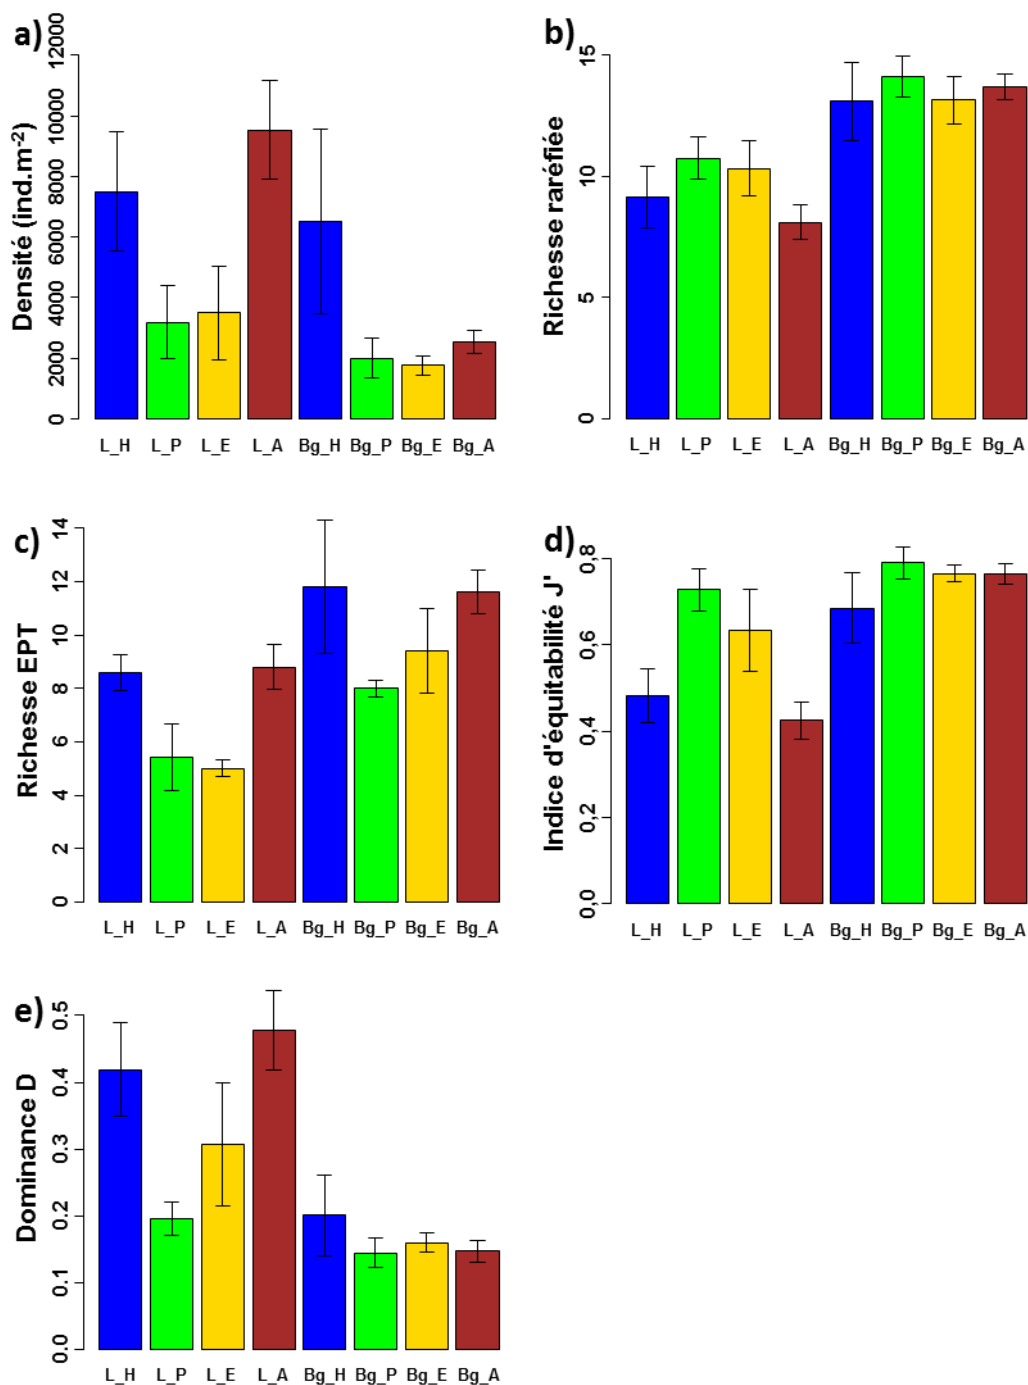 a)
Densité (ind.m-2)
0 2000 4000 6000 8000 10000 12000
L_H L_P L_E L_A Bg_H Bg_P Bg_E Bg_A
b)
Richesse raréfiée
0 5 10 15
L_H L_P L_E L_A Bg_H Bg_P Bg_E Bg_A
c)
Richesse EPT
0 2 4 6 8 10 12 14
L_H L_P L_E L_A Bg_H Bg_P Bg_E Bg_A
d)
Indice d'équitabilité J'
0,0 0,2 0,4 0,6 0,8
L_H L_P L_E L_A Bg_H Bg_P Bg_E Bg_A
e)
Dominance D
0.0 0.1 0.2 0.3 0.4 0.5
L_H L_P L_E L_A Bg_H Bg_P Bg_E Bg_A